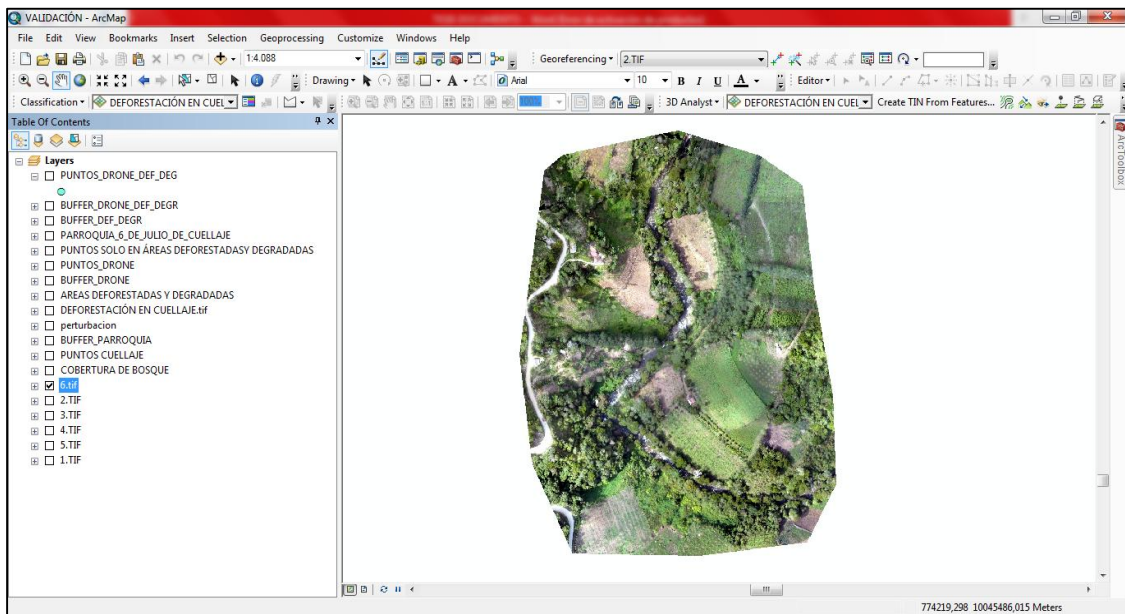 VALIDACIÓN - ArcMap
File Edit View Bookmarks Insert Selection Geoprocessing Customize Windows Help
1:4.088 Georeferencing 2.TIF
Drawing A Arial 10 B I U A Editor
Classification DEFORESTACIÓN EN CUEL 100% 3D Analyst DEFORESTACIÓN EN CUEL Create TIN From Features...
Table Of Contents
ArcToolbox
Layers
PUNTOS_DRONE_DEF_DEG
BUFFER_DRONE_DEF_DEGR
BUFFER_DEF_DEGR
PARROQUIA_6_DE_JULIO_DE_CUELLAJE
PUNTOS SOLO EN ÁREAS DEFORESTADASY DEGRADADAS
PUNTOS_DRONE
BUFFER_DRONE
AREAS DEFORESTADAS Y DEGRADADAS
DEFORESTACIÓN EN CUELLAJE.tif
perturbacion
BUFFER_PARROQUIA
PUNTOS CUELLAJE
COBERTURA DE BOSQUE
6.tif
2.TIF
3.TIF
4.TIF
5.TIF
1.TIF
774219,298 10045486,015 Meters